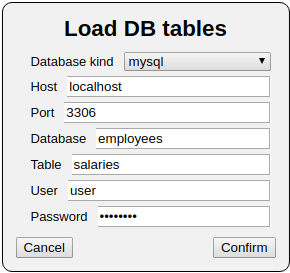 Load DB tables
Database kind mysql
Host localhost
Port 3306
Database employees
Table salaries
User user
Password ••••••••
Cancel Confirm